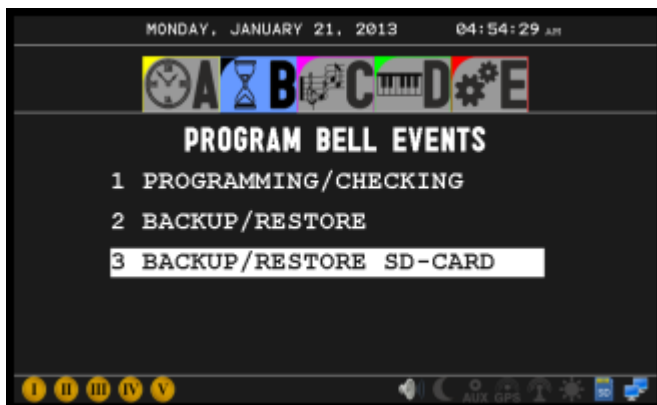 MONDAY, JANUARY 21, 2013 04:54:29 AM
A B C D E
PROGRAM BELL EVENTS
1 PROGRAMMING/CHECKING
2 BACKUP/RESTORE
3 BACKUP/RESTORE SD-CARD
I II III IV V AUX GPS SD